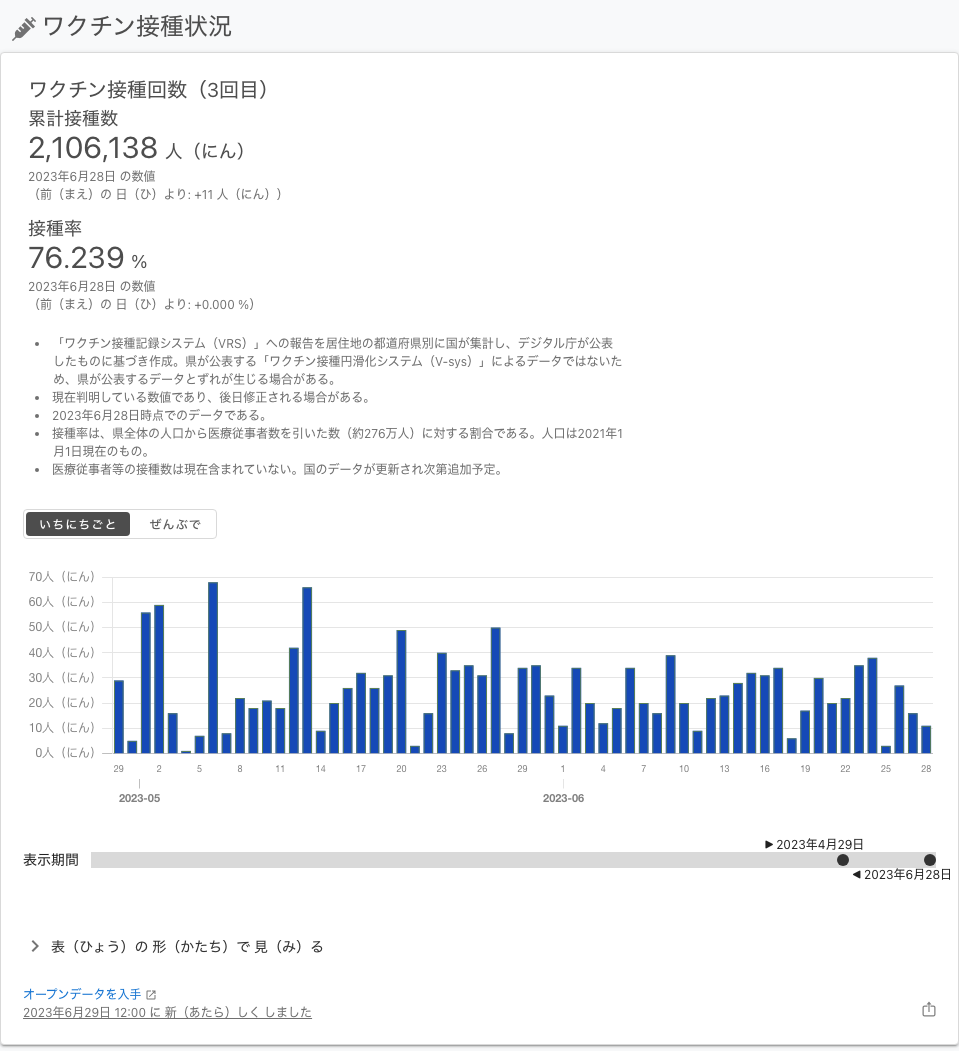 ワクチン接種状況
ワクチン接種回数（3回目）
累計接種数
2,106,138 人（にん）
2023年6月28日 の数値
（前（まえ）の 日（ひ）より: +11 人（にん））
接種率
76.239 %
2023年6月28日 の数値
（前（まえ）の 日（ひ）より: +0.000 %）
• 「ワクチン接種記録システム（VRS）」への報告を居住地の都道府県別に国が集計し、デジタル庁が公表
したものに基づき作成。県が公表する「ワクチン接種円滑化システム（V-sys）」によるデータではないた
め、県が公表するデータとずれが生じる場合がある。
• 現在判明している数値であり、後日修正される場合がある。
• 2023年6月28日時点でのデータである。
• 接種率は、県全体の人口から医療従事者数を引いた数（約276万人）に対する割合である。人口は2021年1
月1日現在のもの。
• 医療従事者等の接種数は現在含まれていない。国のデータが更新され次第追加予定。
いちにちごと ぜんぶで
70人（にん）
60人（にん）
50人（にん）
40人（にん）
30人（にん）
20人（にん）
10人（にん）
0人（にん）
29 2 5 8 11 14 17 20 23 26 29 1 4 7 10 13 16 19 22 25 28
2023-05 2023-06
▶ 2023年4月29日
表示期間
◀ 2023年6月28日
表（ひょう）の 形（かたち）で 見（み）る
オープンデータを入手
2023年6月29日 12:00 に 新（あたら）しく しました